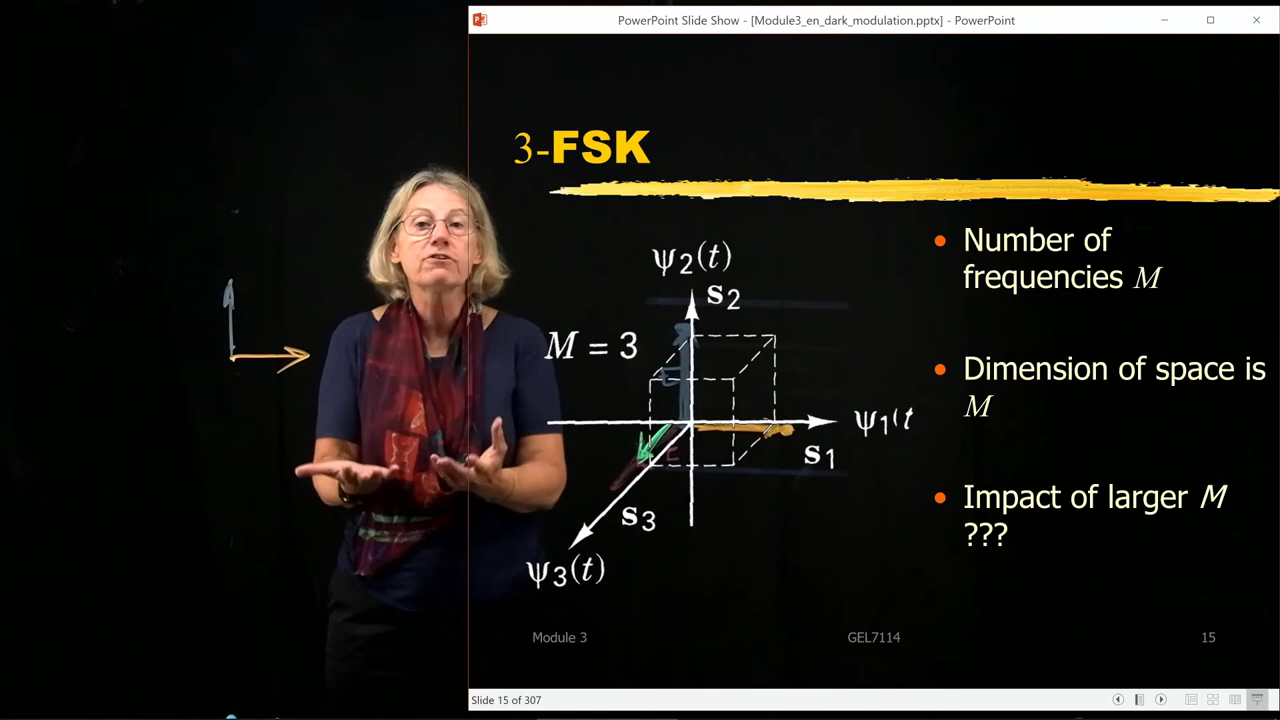 PowerPoint Slide Show - [Module3_en_dark_modulation.pptx] - PowerPoint
3-FSK
ψ2(t)
s2
M = 3
ψ1(t
s1
s3
ψ3(t)
• Number of
frequencies M
• Dimension of space is
M
• Impact of larger M
???
Module 3
GEL7114
15
Slide 15 of 307